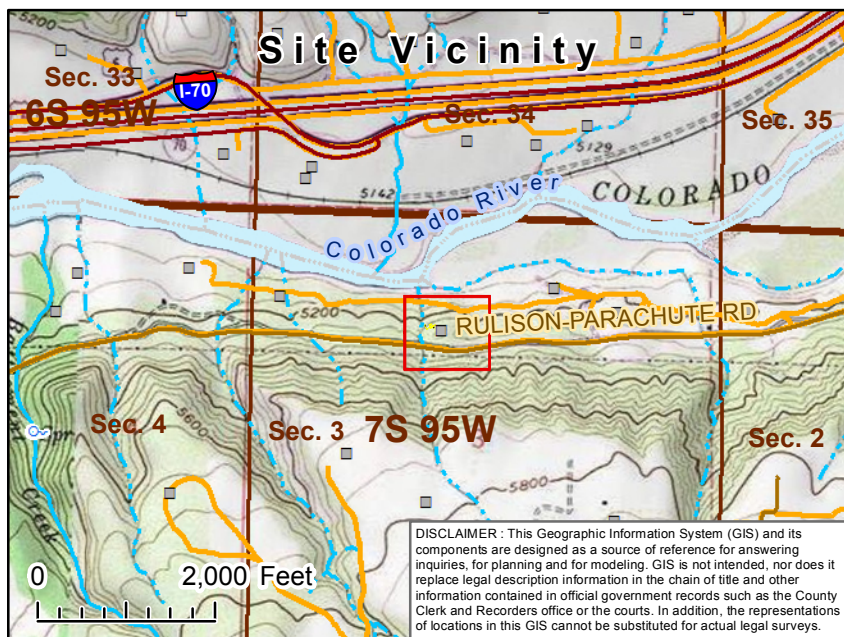 Site Vicinity
Sec. 33
I-70
6S 95W
Sec. 34
Sec. 35
6
70
5129
5142
COLORADO
Colorado River
5200
RULISON-PARACHUTE RD
5600
Sec. 4
Sec. 3
7S 95W
3
Sec. 2
Spr
Creek
5800
0
2,000 Feet
DISCLAIMER : This Geographic Information System (GIS) and its
components are designed as a source of reference for answering
inquiries, for planning and for modeling. GIS is not intended, nor does it
replace legal description information in the chain of title and other
information contained in official government records such as the County
Clerk and Recorders office or the courts. In addition, the representations
of locations in this GIS cannot be substituted for actual legal surveys.